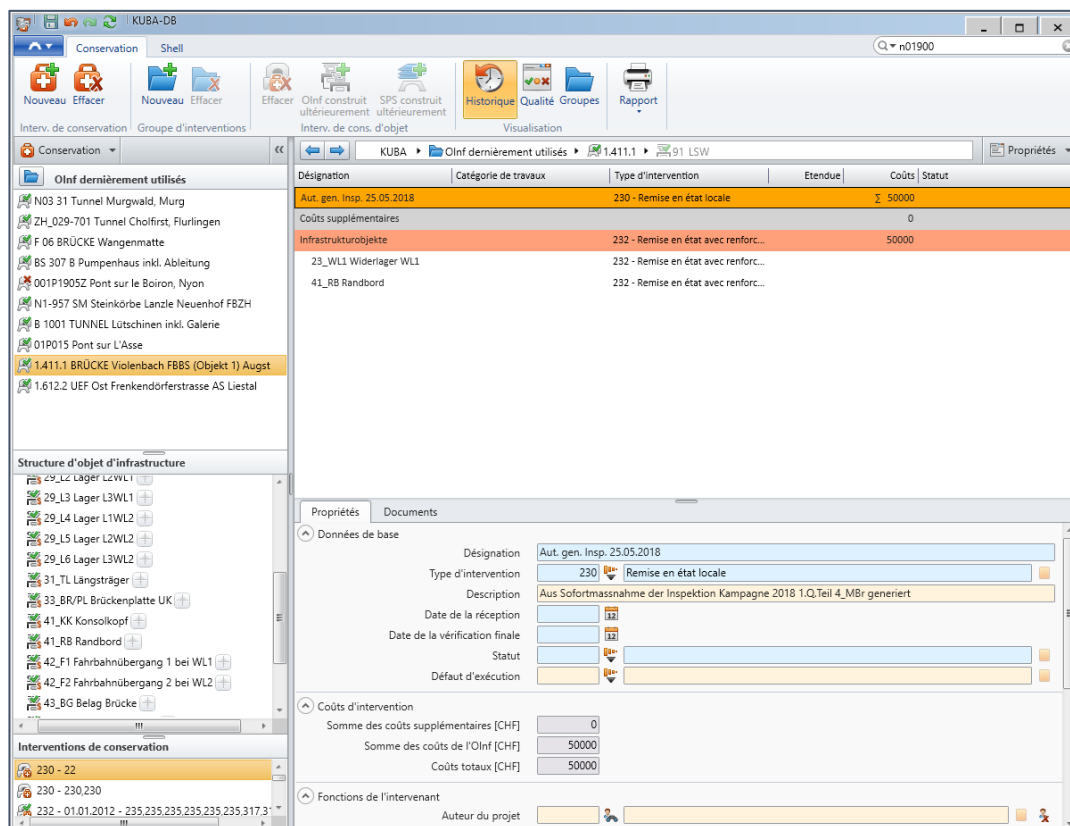 KUBA-DB
Conservation Shell
n01900
Nouveau Effacer Nouveau Effacer Effacer OInf construit ultérieurement SPS construit ultérieurement Historique Qualité Groupes Rapport
Interv. de conservation Groupe d'interventions Interv. de cons. d'objet Visualisation
Conservation KUBA OInf dernièrement utilisés 1.411.1 91 LSW Propriétés
OInf dernièrement utilisés
N03 31 Tunnel Murgwald, Murg
ZH_029-701 Tunnel Cholfirst, Flurlingen
F 06 BRÜCKE Wangenmatte
BS 307 B Pumpenhaus inkl. Ableitung
001P1905Z Pont sur le Boiron, Nyon
N1-957 SM Steinkörbe Lanzle Neuenhof FBZH
B 1001 TUNNEL Lütschinen inkl. Galerie
01P015 Pont sur L'Asse
1.411.1 BRÜCKE Violenbach FBBS (Objekt 1) Augst
1.612.2 UEF Ost Frenkendörferstrasse AS Liestal
Structure d'objet d'infrastructure
29_L2 Lager L2WL1
29_L3 Lager L3WL1
29_L4 Lager L1WL2
29_L5 Lager L2WL2
29_L6 Lager L3WL2
31_TL Längsträger
33_BR/PL Brückenplatte UK
41_KK Konsolkopf
41_RB Randbord
42_F1 Fahrbahnübergang 1 bei WL1
42_F2 Fahrbahnübergang 2 bei WL2
43_BG Belag Brücke
Interventions de conservation
230 - 22
230 - 230,230
232 - 01.01.2012 - 235,235,235,235,235,235,317,31
Désignation Catégorie de travaux Type d'intervention Etendue Coûts Statut
Aut. gen. Insp. 25.05.2018 230 - Remise en état locale Σ 50000
Coûts supplémentaires 0
Infrastrukturobjekte 232 - Remise en état avec renforc... 50000
23_WL1 Widerlager WL1 232 - Remise en état avec renforc...
41_RB Randbord 232 - Remise en état avec renforc...
Propriétés Documents
Données de base
Désignation Aut. gen. Insp. 25.05.2018
Type d'intervention 230 Remise en état locale
Description Aus Sofortmassnahme der Inspektion Kampagne 2018 1.Q.Teil 4_MBr generiert
Date de la réception 12
Date de la vérification finale 12
Statut
Défaut d'exécution
Coûts d'intervention
Somme des coûts supplémentaires [CHF] 0
Somme des coûts de l'OInf [CHF] 50000
Coûts totaux [CHF] 50000
Fonctions de l'intervenant
Auteur du projet